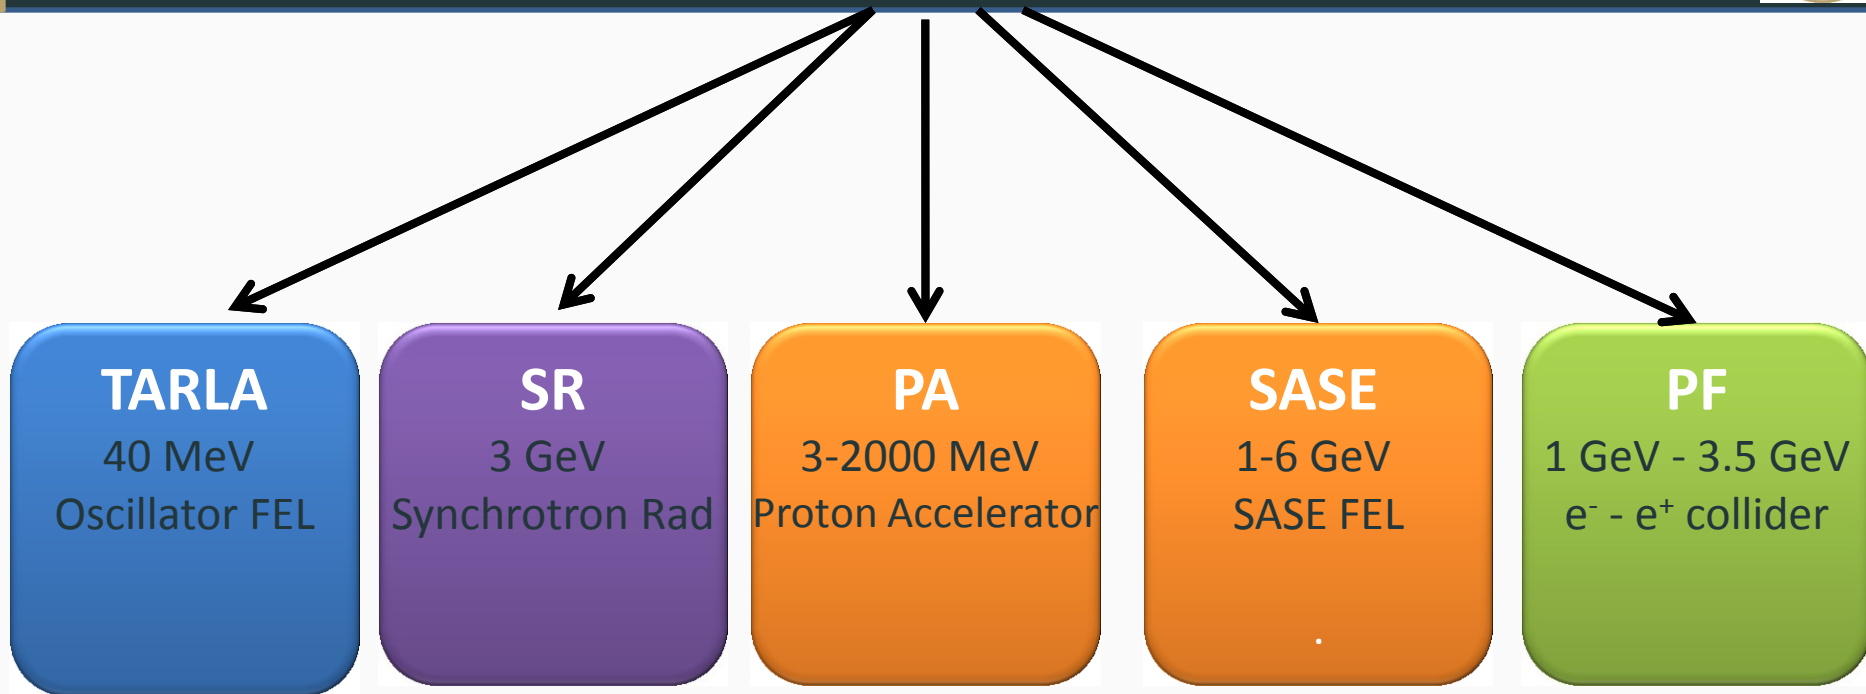 TARLA
40 MeV
Oscillator FEL
SR
3 GeV
Synchrotron Rad
PA
3-2000 MeV
Proton Accelerator
SASE
1-6 GeV
SASE FEL
.
PF
1 GeV - 3.5 GeV
e⁻ - e⁺ collider